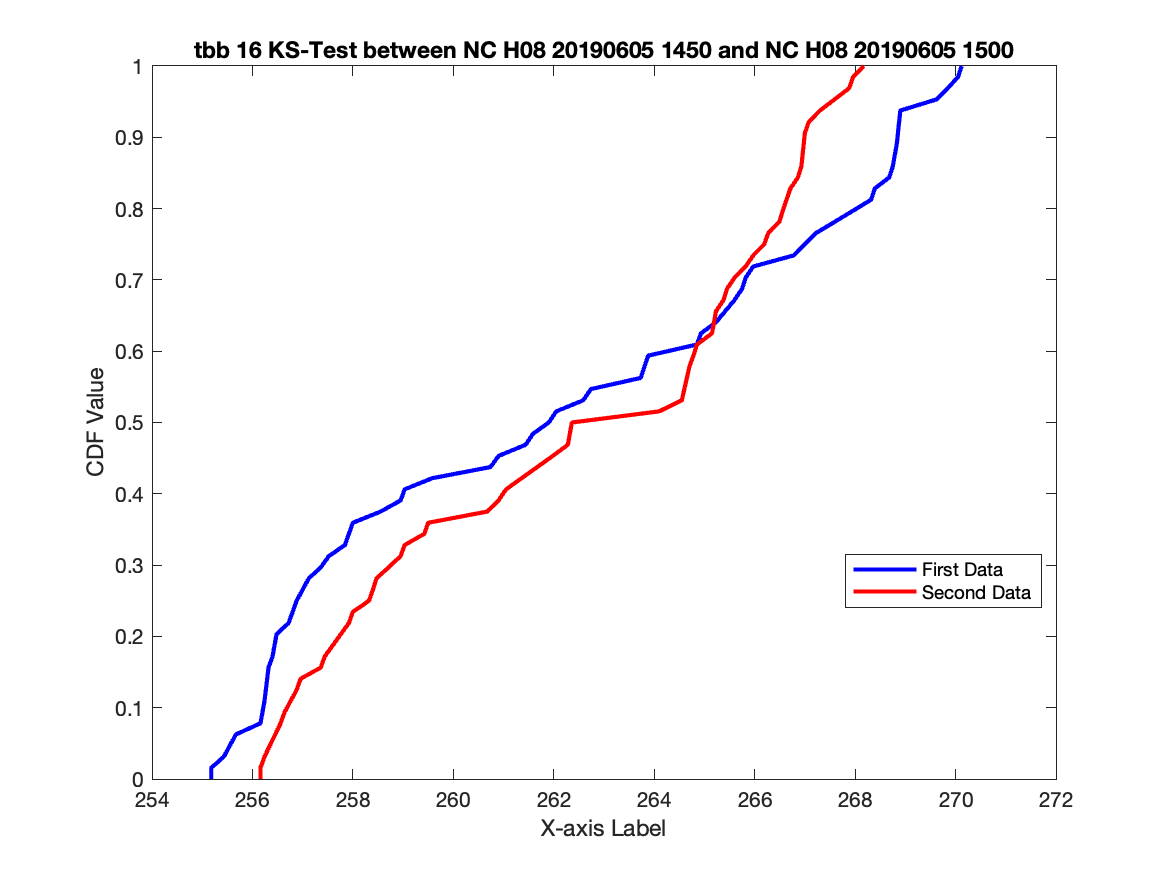 tbb 16 KS-Test between NC H08 20190605 1450 and NC H08 20190605 1500
1
0.9
0.8
0.7
0.6
0.5
0.4
0.3
0.2
0.1
0
CDF Value
First Data
Second Data
254 256 258 260 262 264 266 268 270 272
X-axis Label